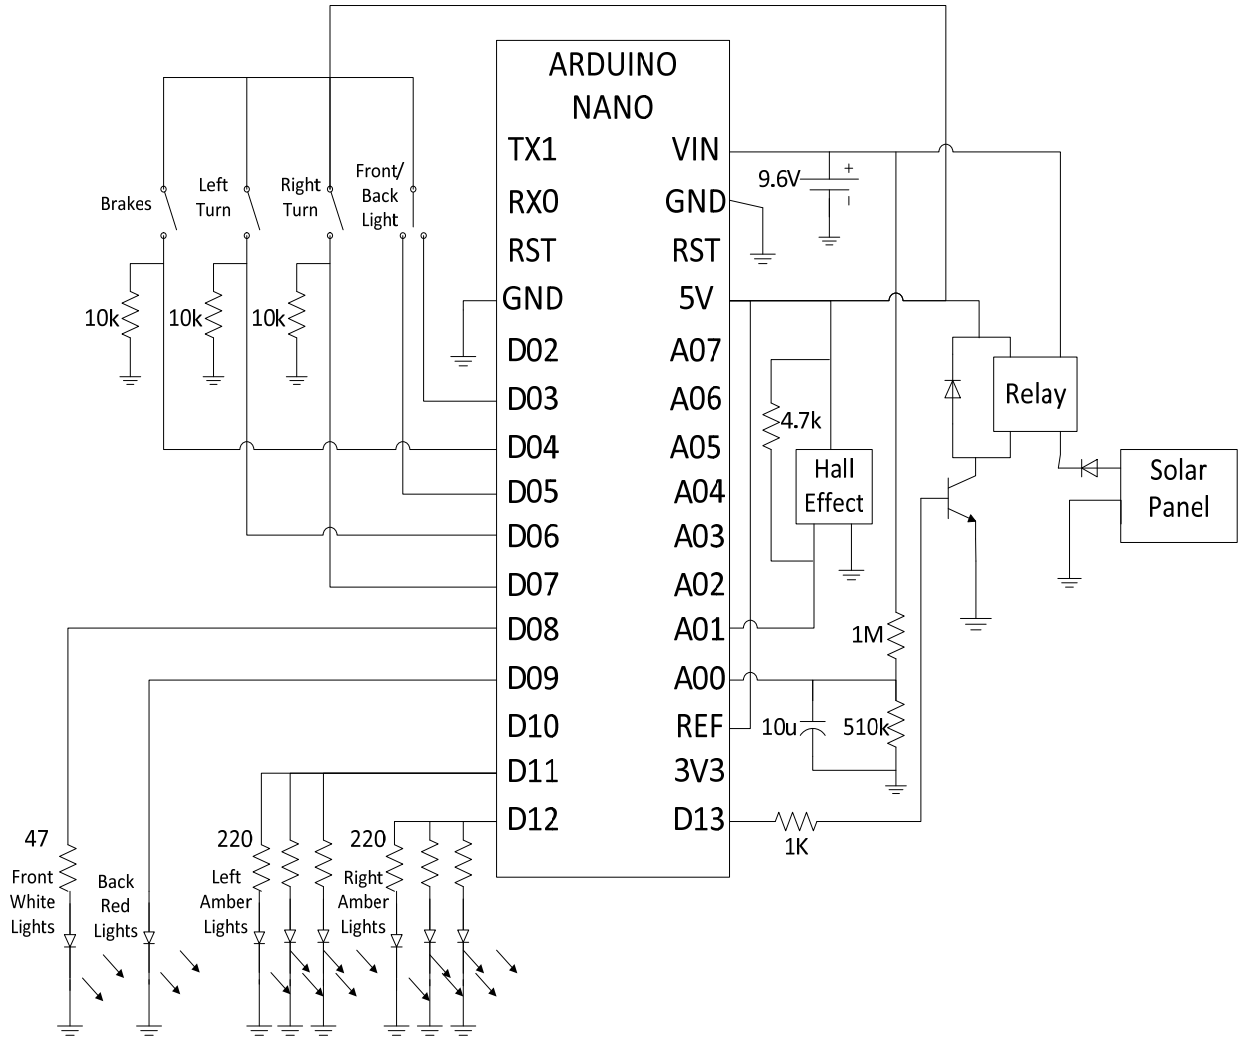 ARDUINO
NANO
TX1
RX0
RST
GND
D02
D03
D04
D05
D06
D07
D08
D09
D10
D11
D12
VIN
GND
RST
5V
A07
A06
A05
A04
A03
A02
A01
A00
REF
3V3
D13
Brakes
Left
Turn
Right
Turn
Front/
Back
Light
10k
10k
10k
9.6V
+
4.7k
Hall
Effect
Relay
Solar
Panel
1M
10u
510k
1K
47
Front
White
Lights
Back
Red
Lights
220
Left
Amber
Lights
220
Right
Amber
Lights